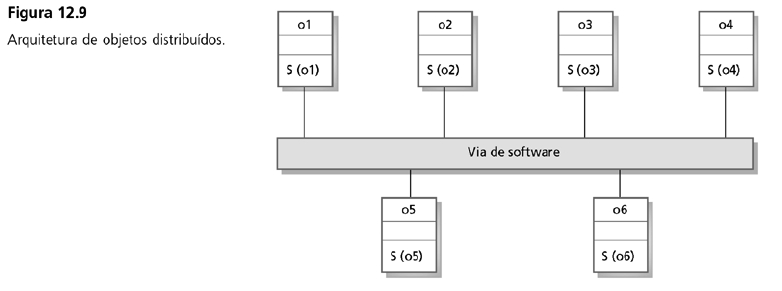 Figura 12.9
Arquitetura de objetos distribuídos.
o1
o2
o3
o4
S (o1)
S (o2)
S (o3)
S (o4)
Via de software
o5
o6
S (o5)
S (o6)